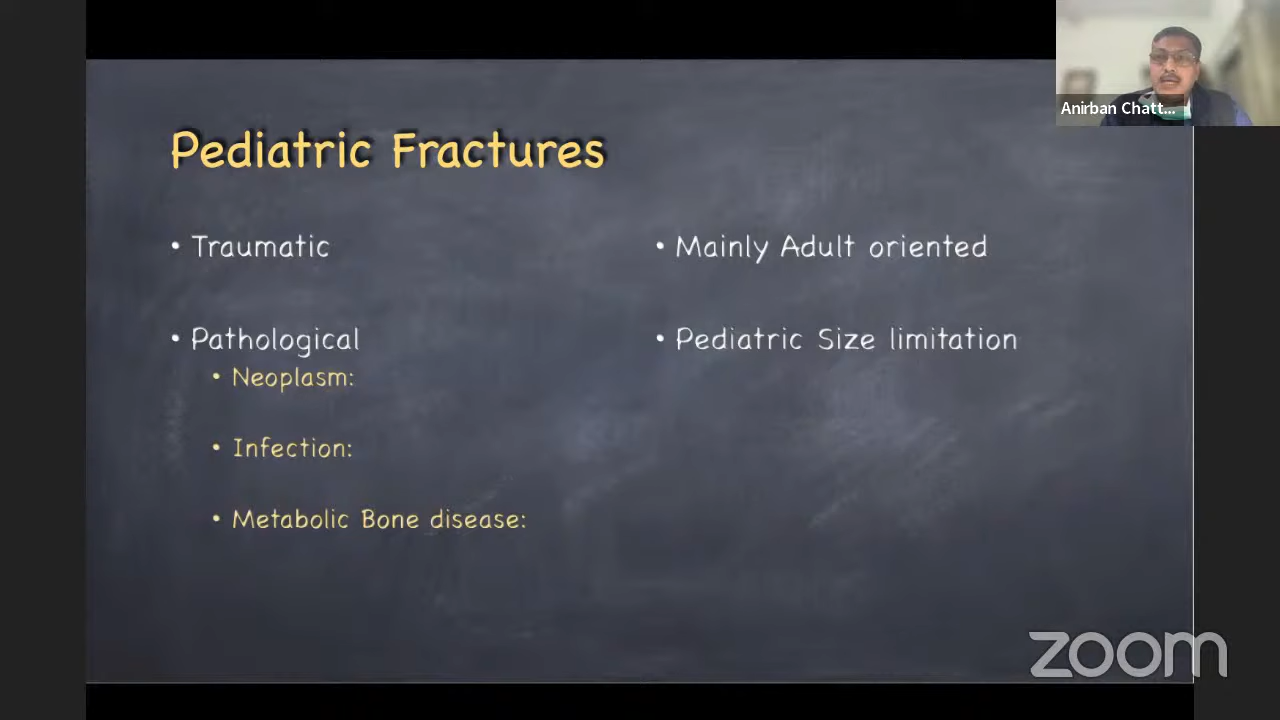 Anirban Chatt...
Pediatric Fractures
• Traumatic
• Pathological
• Neoplasm:
• Infection:
• Metabolic Bone disease:
• Mainly Adult oriented
• Pediatric Size limitation
zoom